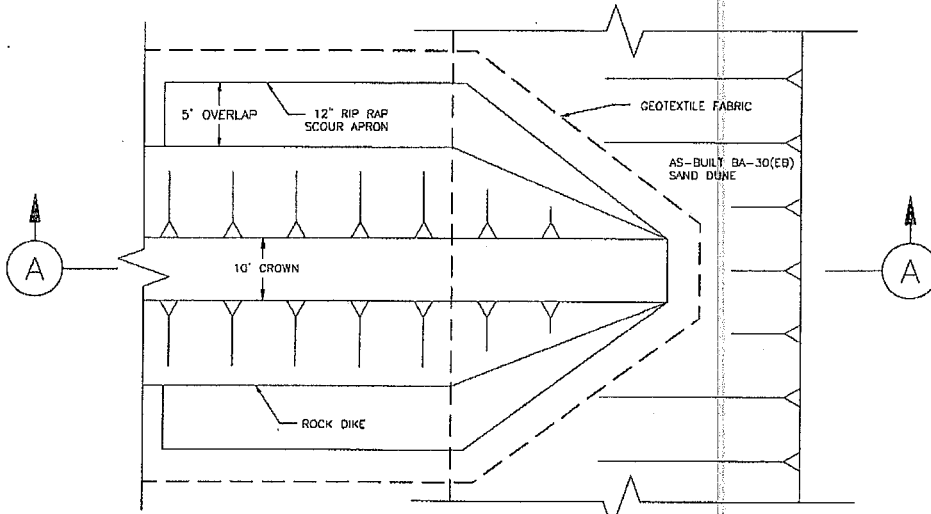 GEOTEXTILE FABRIC
5' OVERLAP
12" RIP RAP
SCOUR APRON
AS-BUILT BA-30(EB)
SAND DUNE
A
A
10' CROWN
ROCK DIKE